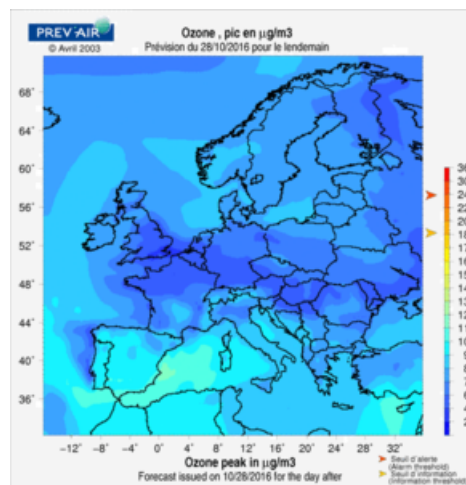 PREV'AIR
© Avril 2003
Ozone , pic en µg/m3
Prévision du 28/10/2016 pour le lendemain
68°
64°
60°
56°
52°
48°
44°
40°
36°
-12° -8° -4° 0° 4° 8° 12° 16° 20° 24° 28° 32°
Ozone peak in µg/m3
Forecast issued on 10/28/2016 for the day after
Seuil d'alerte
(Alarm threshold)
Seuil d'information
(Information threshold)